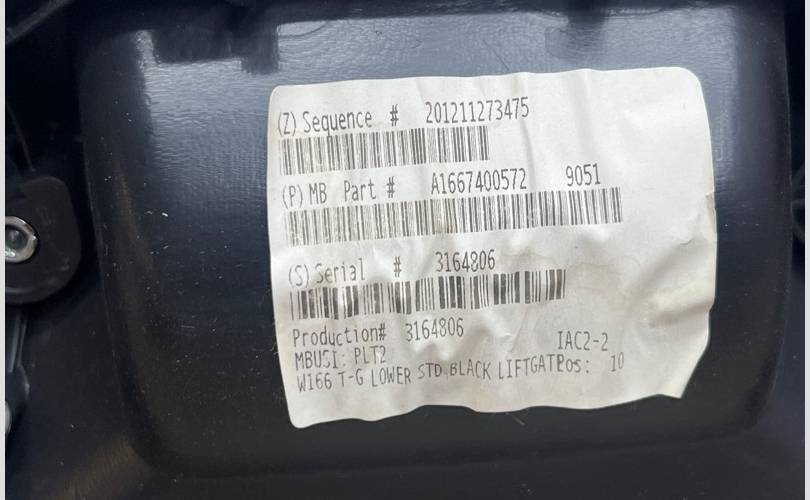 (Z) Sequence # 201211273475
(P) MB Part # A1667400572 9051
(S) Serial # 3164806
Production# 3164806
MBUSI: PLT2 IAC2-2
W166 T-G LOWER STD BLACK LIFTGATPos: 10